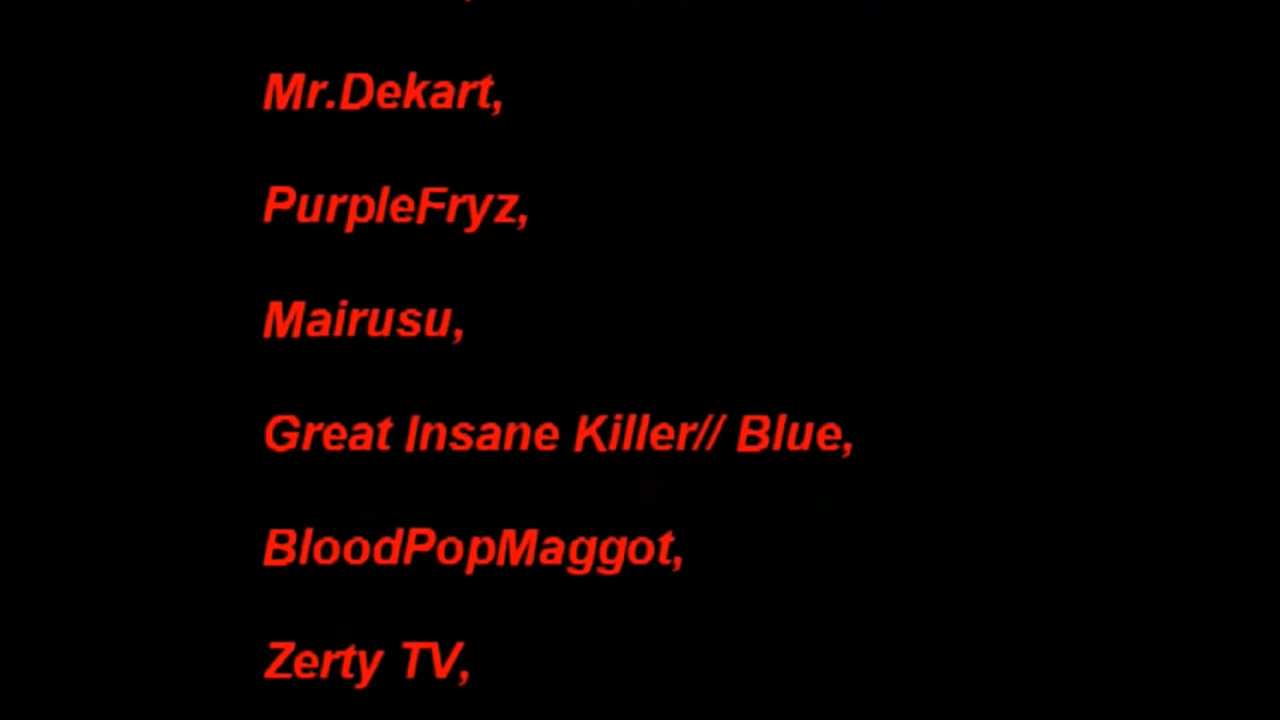 Mr.Dekart,
PurpleFryz,
Mairusu,
Great Insane Killer// Blue,
BloodPopMaggot,
Zerty TV,